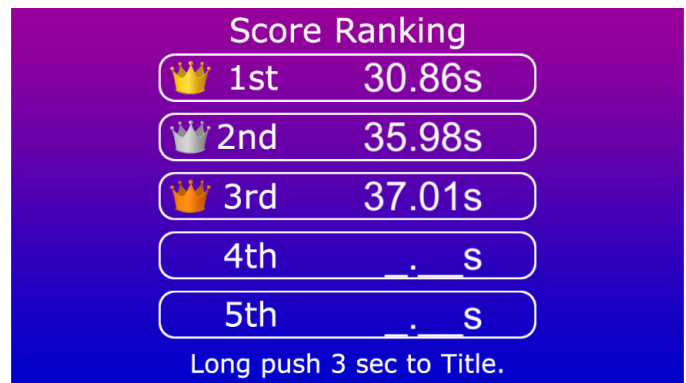 Score Ranking
1st 30.86s
2nd 35.98s
3rd 37.01s
4th _.__s
5th _.__s
Long push 3 sec to Title.